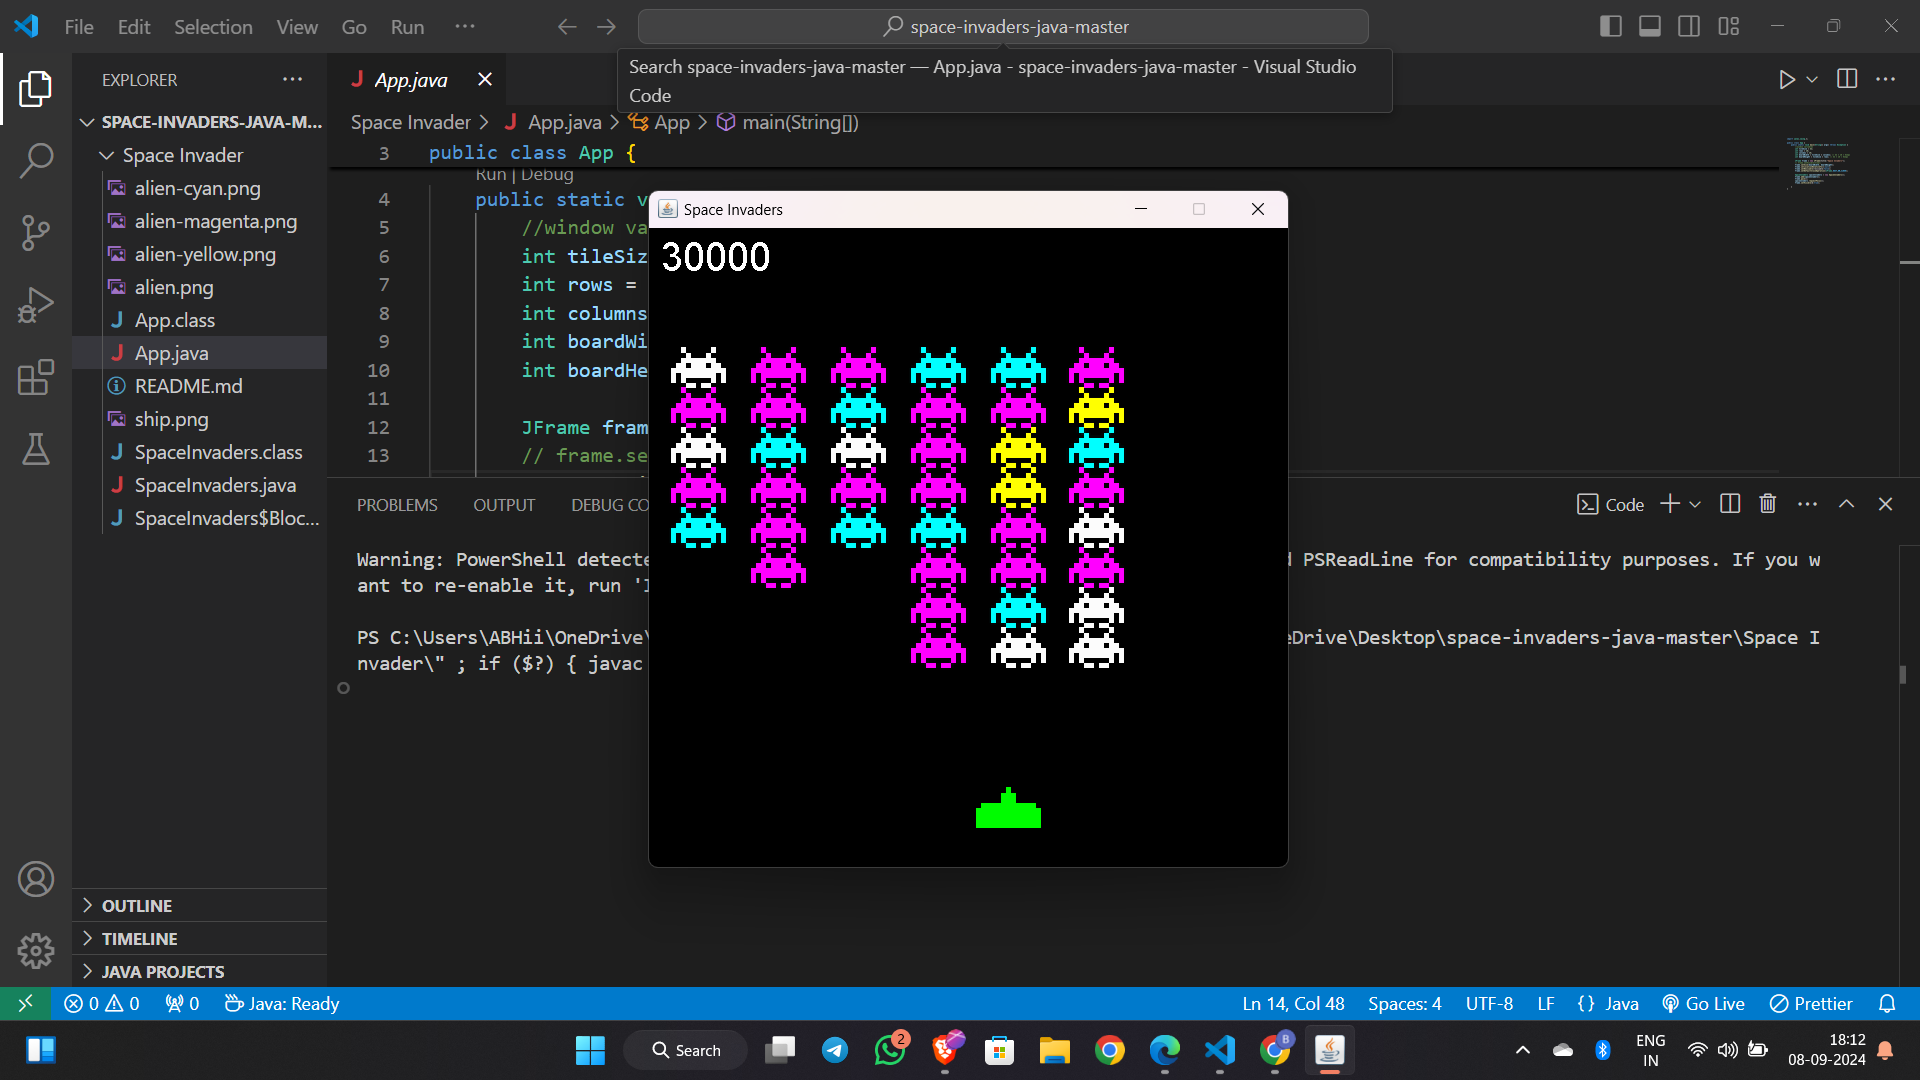 File Edit Selection View Go Run ···
space-invaders-java-master
Search space-invaders-java-master — App.java - space-invaders-java-master - Visual Studio
Code
EXPLORER
SPACE-INVADERS-JAVA-M...
Space Invader
alien-cyan.png
alien-magenta.png
alien-yellow.png
alien.png
App.class
App.java
README.md
ship.png
SpaceInvaders.class
SpaceInvaders.java
SpaceInvaders$Bloc...
OUTLINE
TIMELINE
JAVA PROJECTS
App.java
Space Invader > App.java > App > main(String[])
3 public class App {
Run | Debug
4 public static v
5 //window va
6 int tileSiz
7 int rows =
8 int columns
9 int boardWi
10 int boardHe
11
12 JFrame fram
13 // frame.se
Space Invaders
30000
PROBLEMS OUTPUT DEBUG CO
Code
Warning: PowerShell detecte
PSReadLine for compatibility purposes. If you w
ant to re-enable it, run '
PS C:\Users\ABHii\OneDrive\
eDrive\Desktop\space-invaders-java-master\Space I
nvader\" ; if ($?) { javac
0 0 0 Java: Ready
Ln 14, Col 48 Spaces: 4 UTF-8 LF {} Java Go Live Prettier
Search
2
B
ENG
IN
18:12
08-09-2024